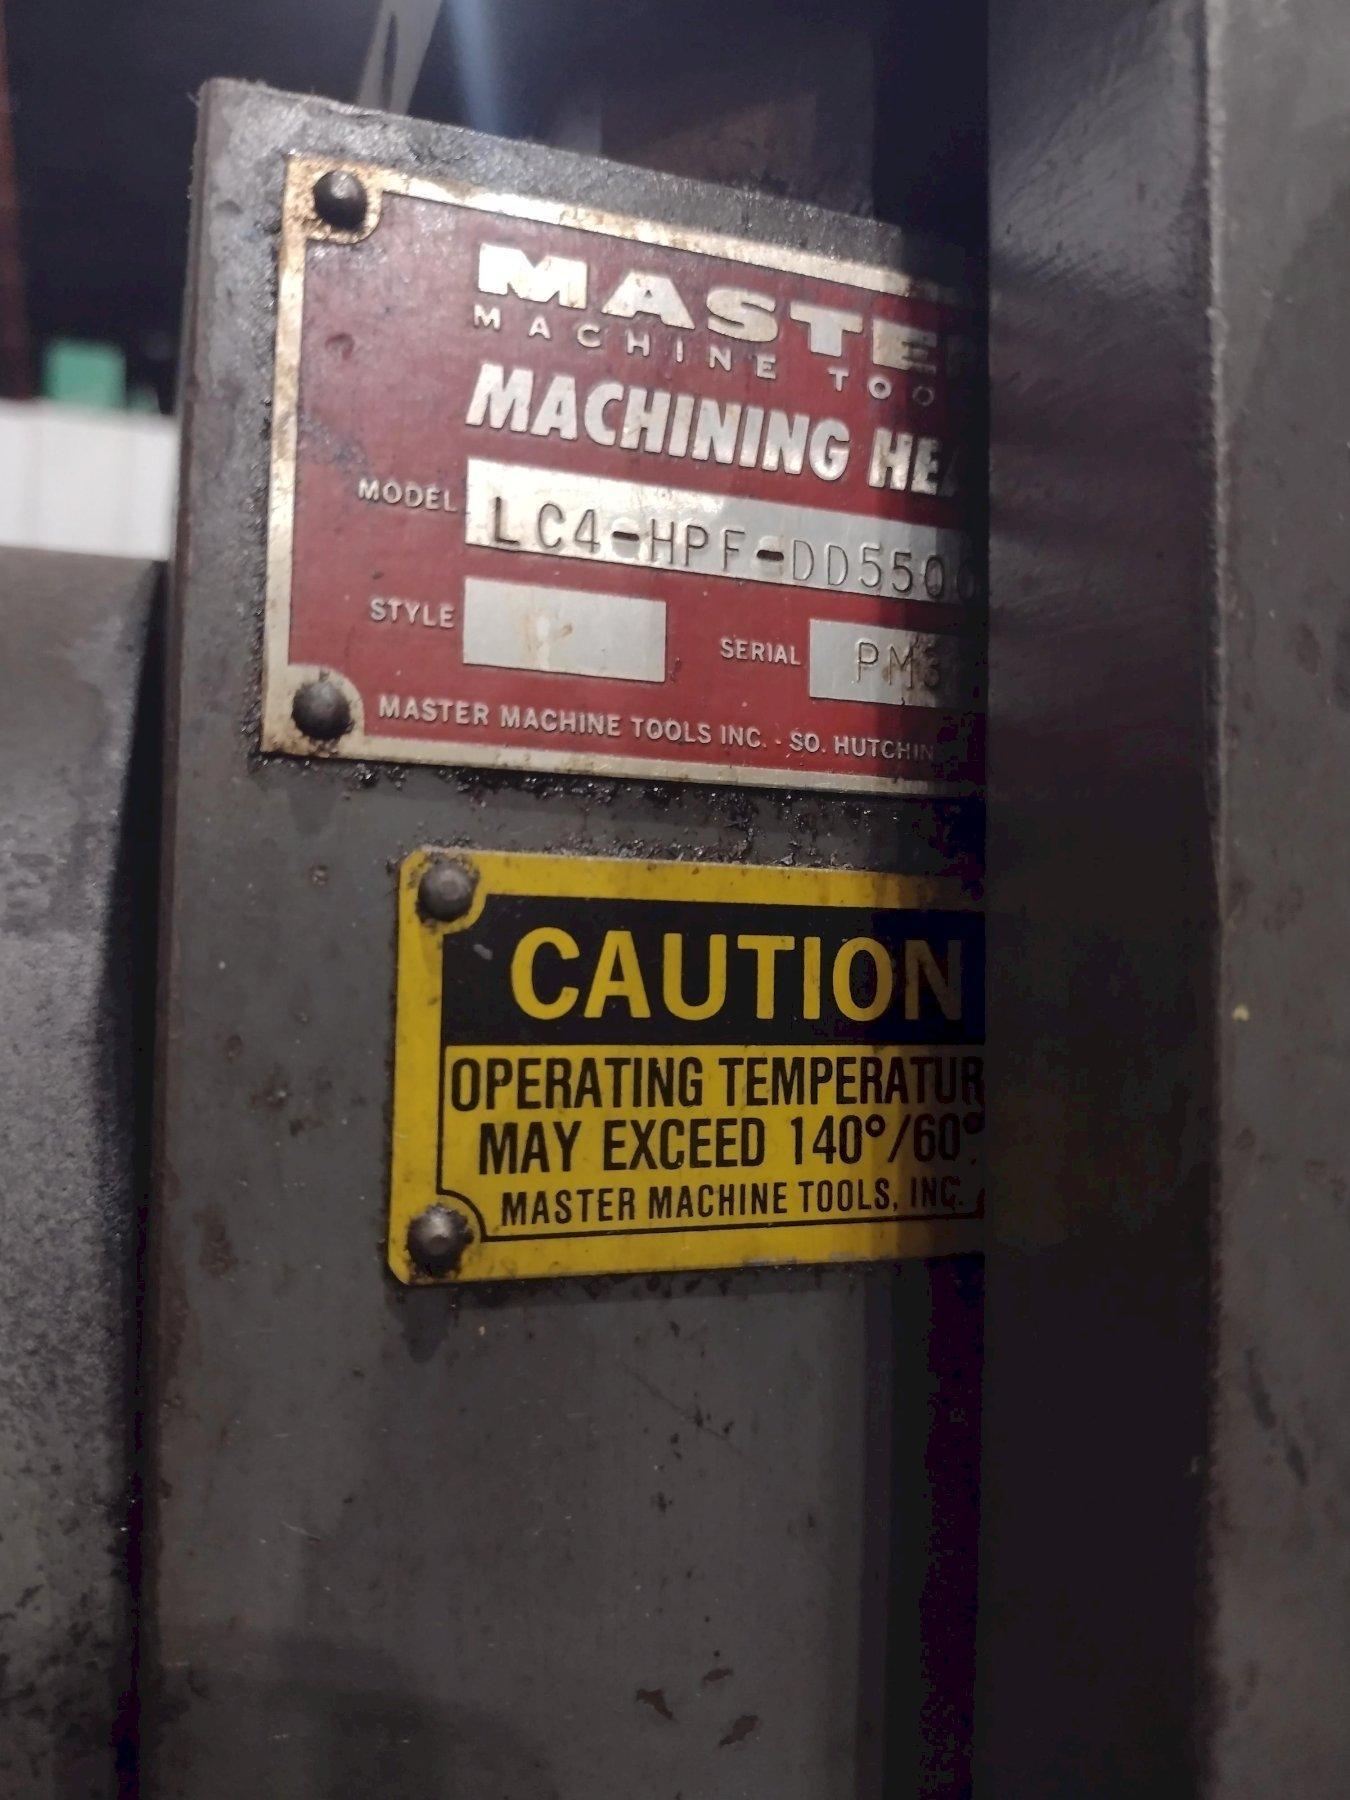 MASTE
MACHINE TOO
MACHINING HEA
MODEL LC4-HPF-DD550
STYLE
SERIAL PM3
MASTER MACHINE TOOLS INC. - SO. HUTCHIN
CAUTION
OPERATING TEMPERATUR
MAY EXCEED 140°/60°
MASTER MACHINE TOOLS, INC.